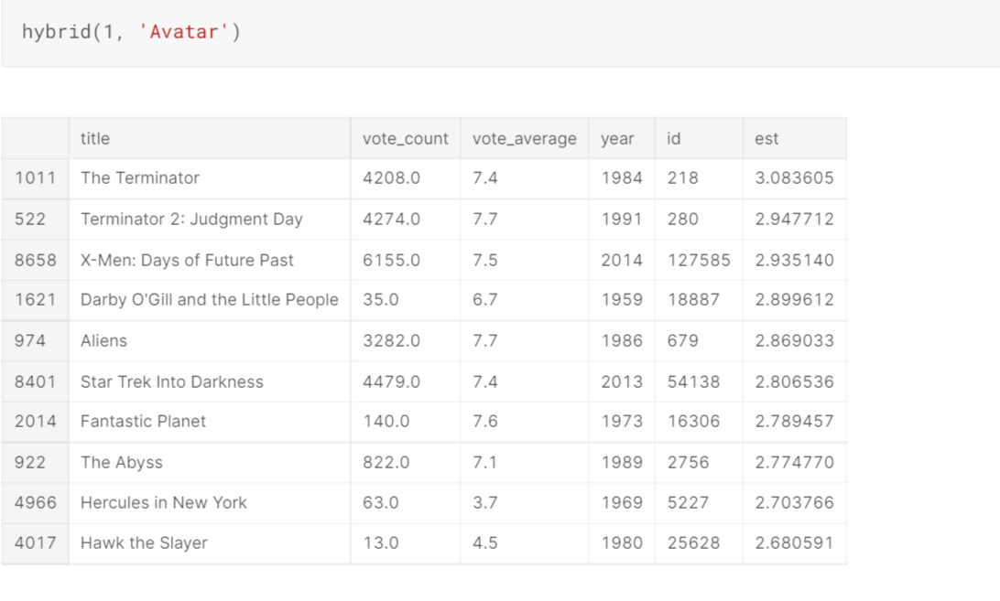 hybrid(1, 'Avatar')
title vote_count vote_average year id est
1011 The Terminator 4208.0 7.4 1984 218 3.083605
522 Terminator 2: Judgment Day 4274.0 7.7 1991 280 2.947712
8658 X-Men: Days of Future Past 6155.0 7.5 2014 127585 2.935140
1621 Darby O'Gill and the Little People 35.0 6.7 1959 18887 2.899612
974 Aliens 3282.0 7.7 1986 679 2.869033
8401 Star Trek Into Darkness 4479.0 7.4 2013 54138 2.806536
2014 Fantastic Planet 140.0 7.6 1973 16306 2.789457
922 The Abyss 822.0 7.1 1989 2756 2.774770
4966 Hercules in New York 63.0 3.7 1969 5227 2.703766
4017 Hawk the Slayer 13.0 4.5 1980 25628 2.680591